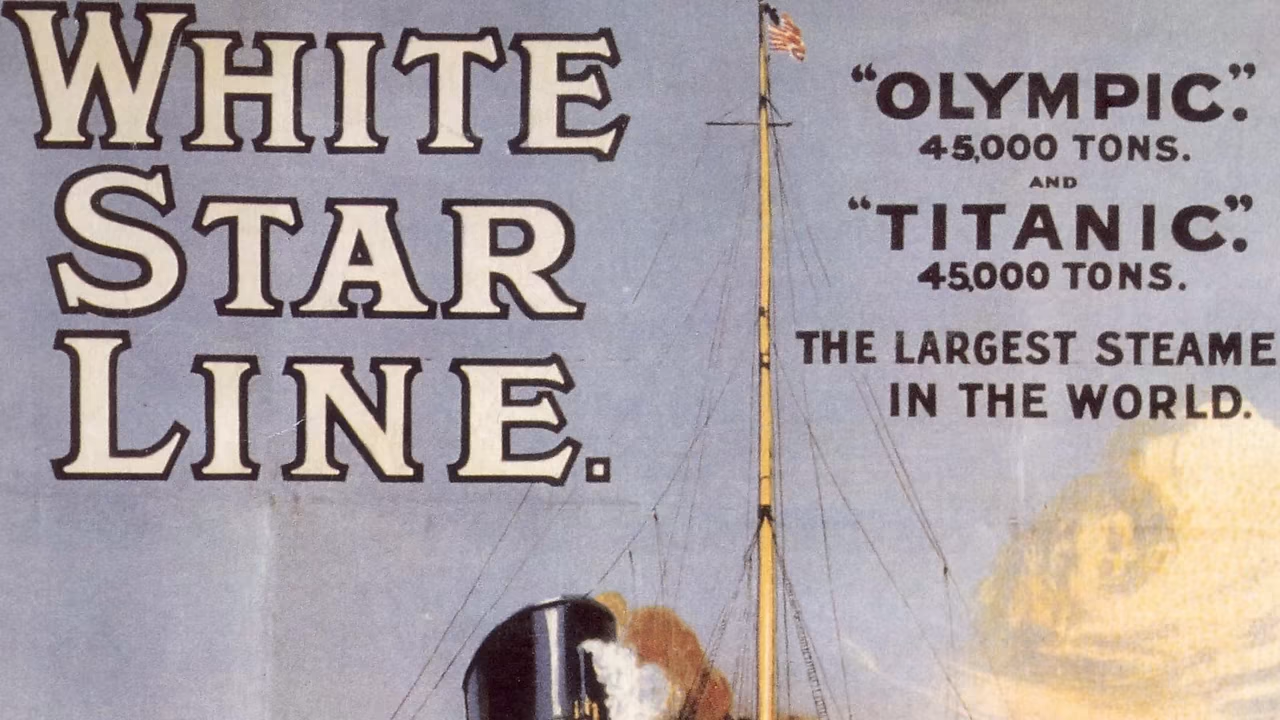 WHITE
STAR
LINE.
"OLYMPIC".
45,000 TONS.
AND
"TITANIC".
45,000 TONS.
THE LARGEST STEAME
IN THE WORLD.